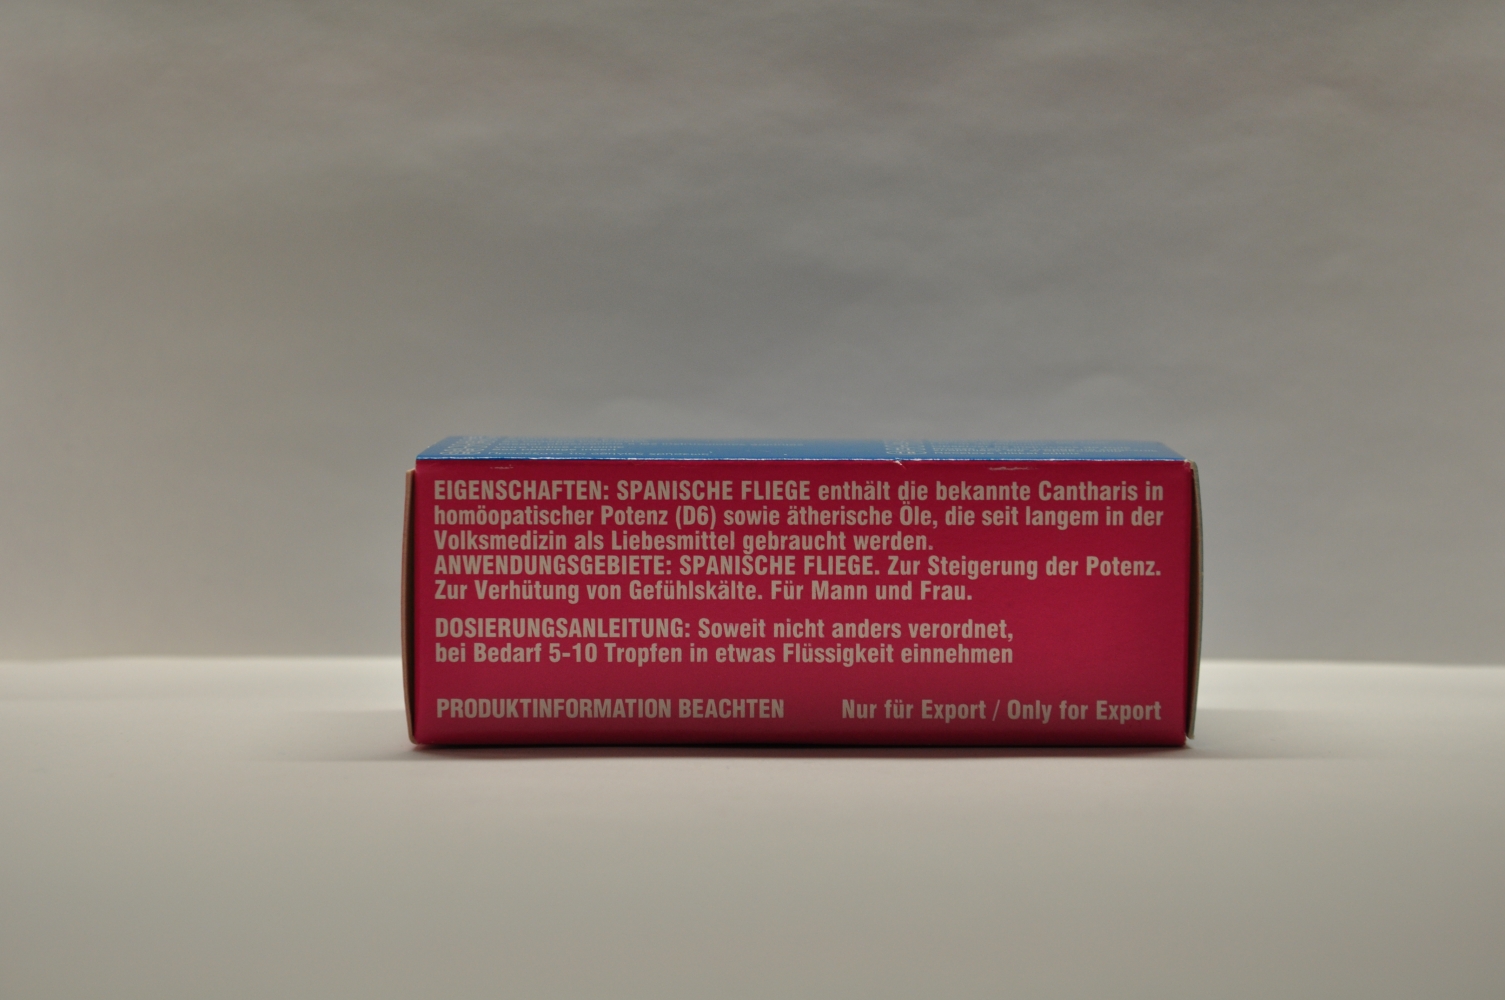 EIGENSCHAFTEN: SPANISCHE FLIEGE enthält die bekannte Cantharis in
homöopatischer Potenz (D6) sowie ätherische Öle, die seit langem in der
Volksmedizin als Liebesmittel gebraucht werden.
ANWENDUNGSGEBIETE: SPANISCHE FLIEGE. Zur Steigerung der Potenz.
Zur Verhütung von Gefühlskälte. Für Mann und Frau.
DOSIERUNGSANLEITUNG: Soweit nicht anders verordnet,
bei Bedarf 5-10 Tropfen in etwas Flüssigkeit einnehmen
PRODUKTINFORMATION BEACHTEN Nur für Export / Only for Export